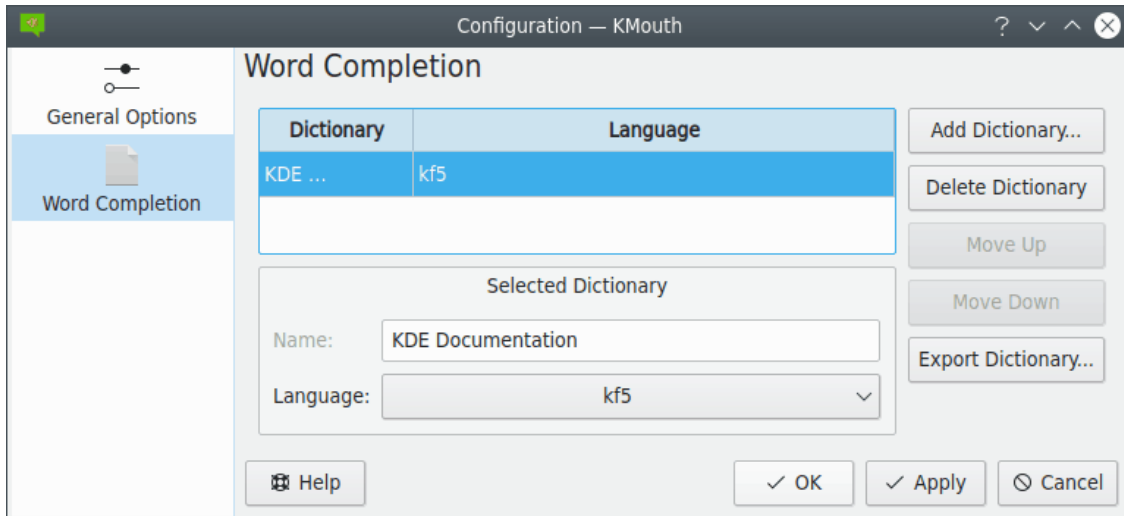 Configuration — KMouth
General Options
Word Completion
Word Completion
Dictionary Language
KDE ... kf5
Selected Dictionary
Name: KDE Documentation
Language: kf5
Add Dictionary...
Delete Dictionary
Move Up
Move Down
Export Dictionary...
Help
OK
Apply
Cancel